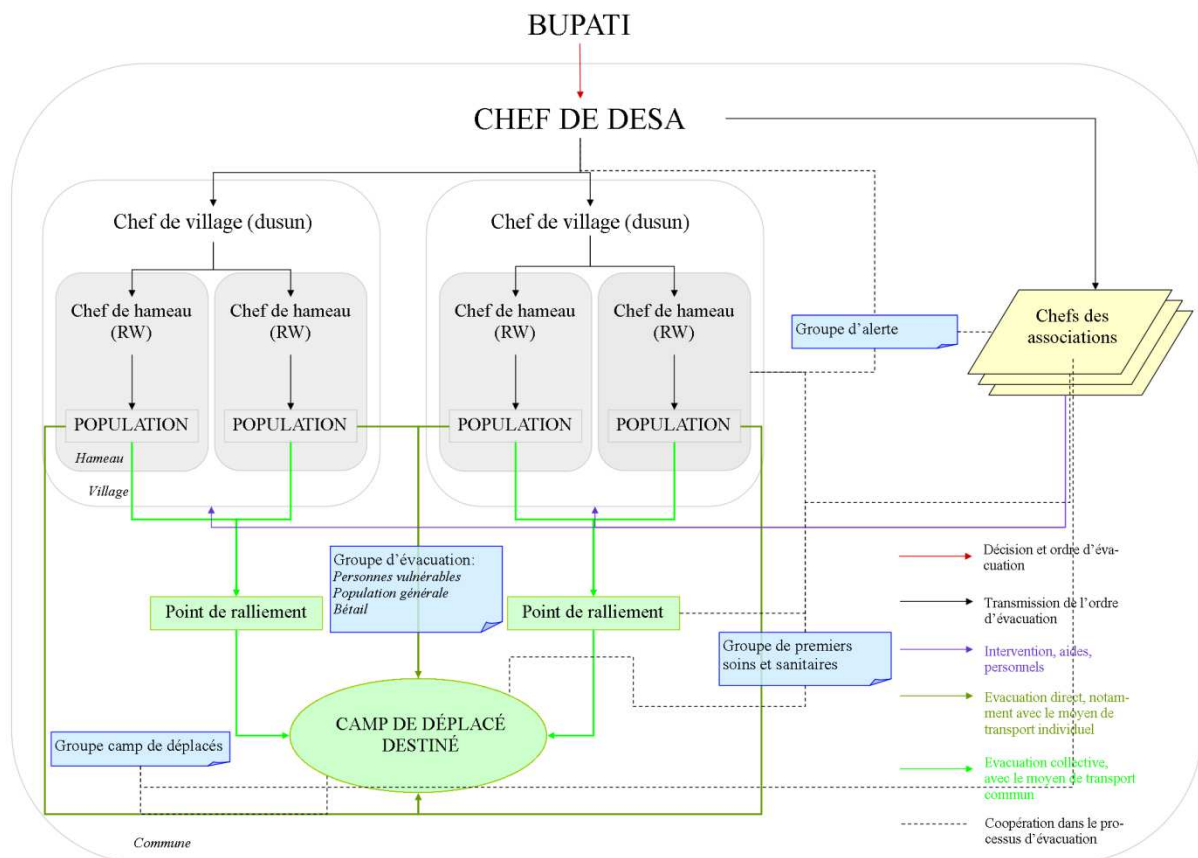 BUPATI
CHEF DE DESA
Chef de village (dusun)
Chef de village (dusun)
Chef de hameau
(RW)
Chef de hameau
(RW)
Chef de hameau
(RW)
Chef de hameau
(RW)
Groupe d’alerte
Chefs des
associations
POPULATION
POPULATION
POPULATION
POPULATION
Hameau
Village
Groupe d’évacuation:
Personnes vulnérables
Population générale
Bétail
Point de ralliement
Point de ralliement
Groupe de premiers
soins et sanitaires
CAMP DE DÉPLACÉ
DESTINÉ
Groupe camp de déplacés
Commune
Décision et ordre d’éva-
cuation
Transmission de l’ordre
d’évacuation
Intervention, aides,
personnels
Evacuation direct, notam-
ment avec le moyen de
transport individuel
Evacuation collective,
avec le moyen de transport
commun
Coopération dans le pro-
cessus d’évacuation